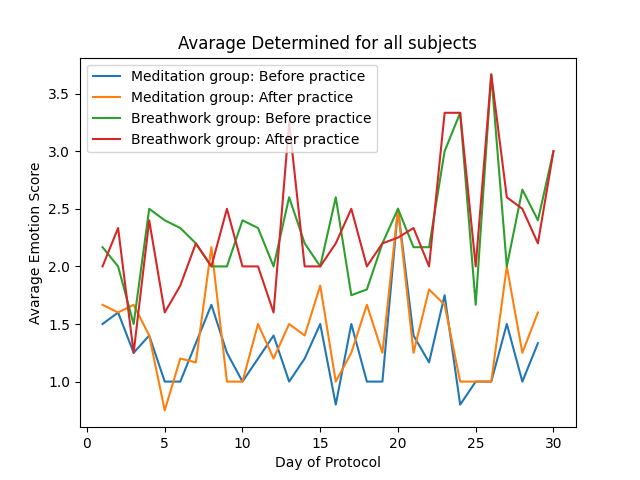 Avarage Determined for all subjects
Meditation group: Before practice
Meditation group: After practice
Breathwork group: Before practice
Breathwork group: After practice
Avarage Emotion Score
3.5
3.0
2.5
2.0
1.5
1.0
0 5 10 15 20 25 30
Day of Protocol